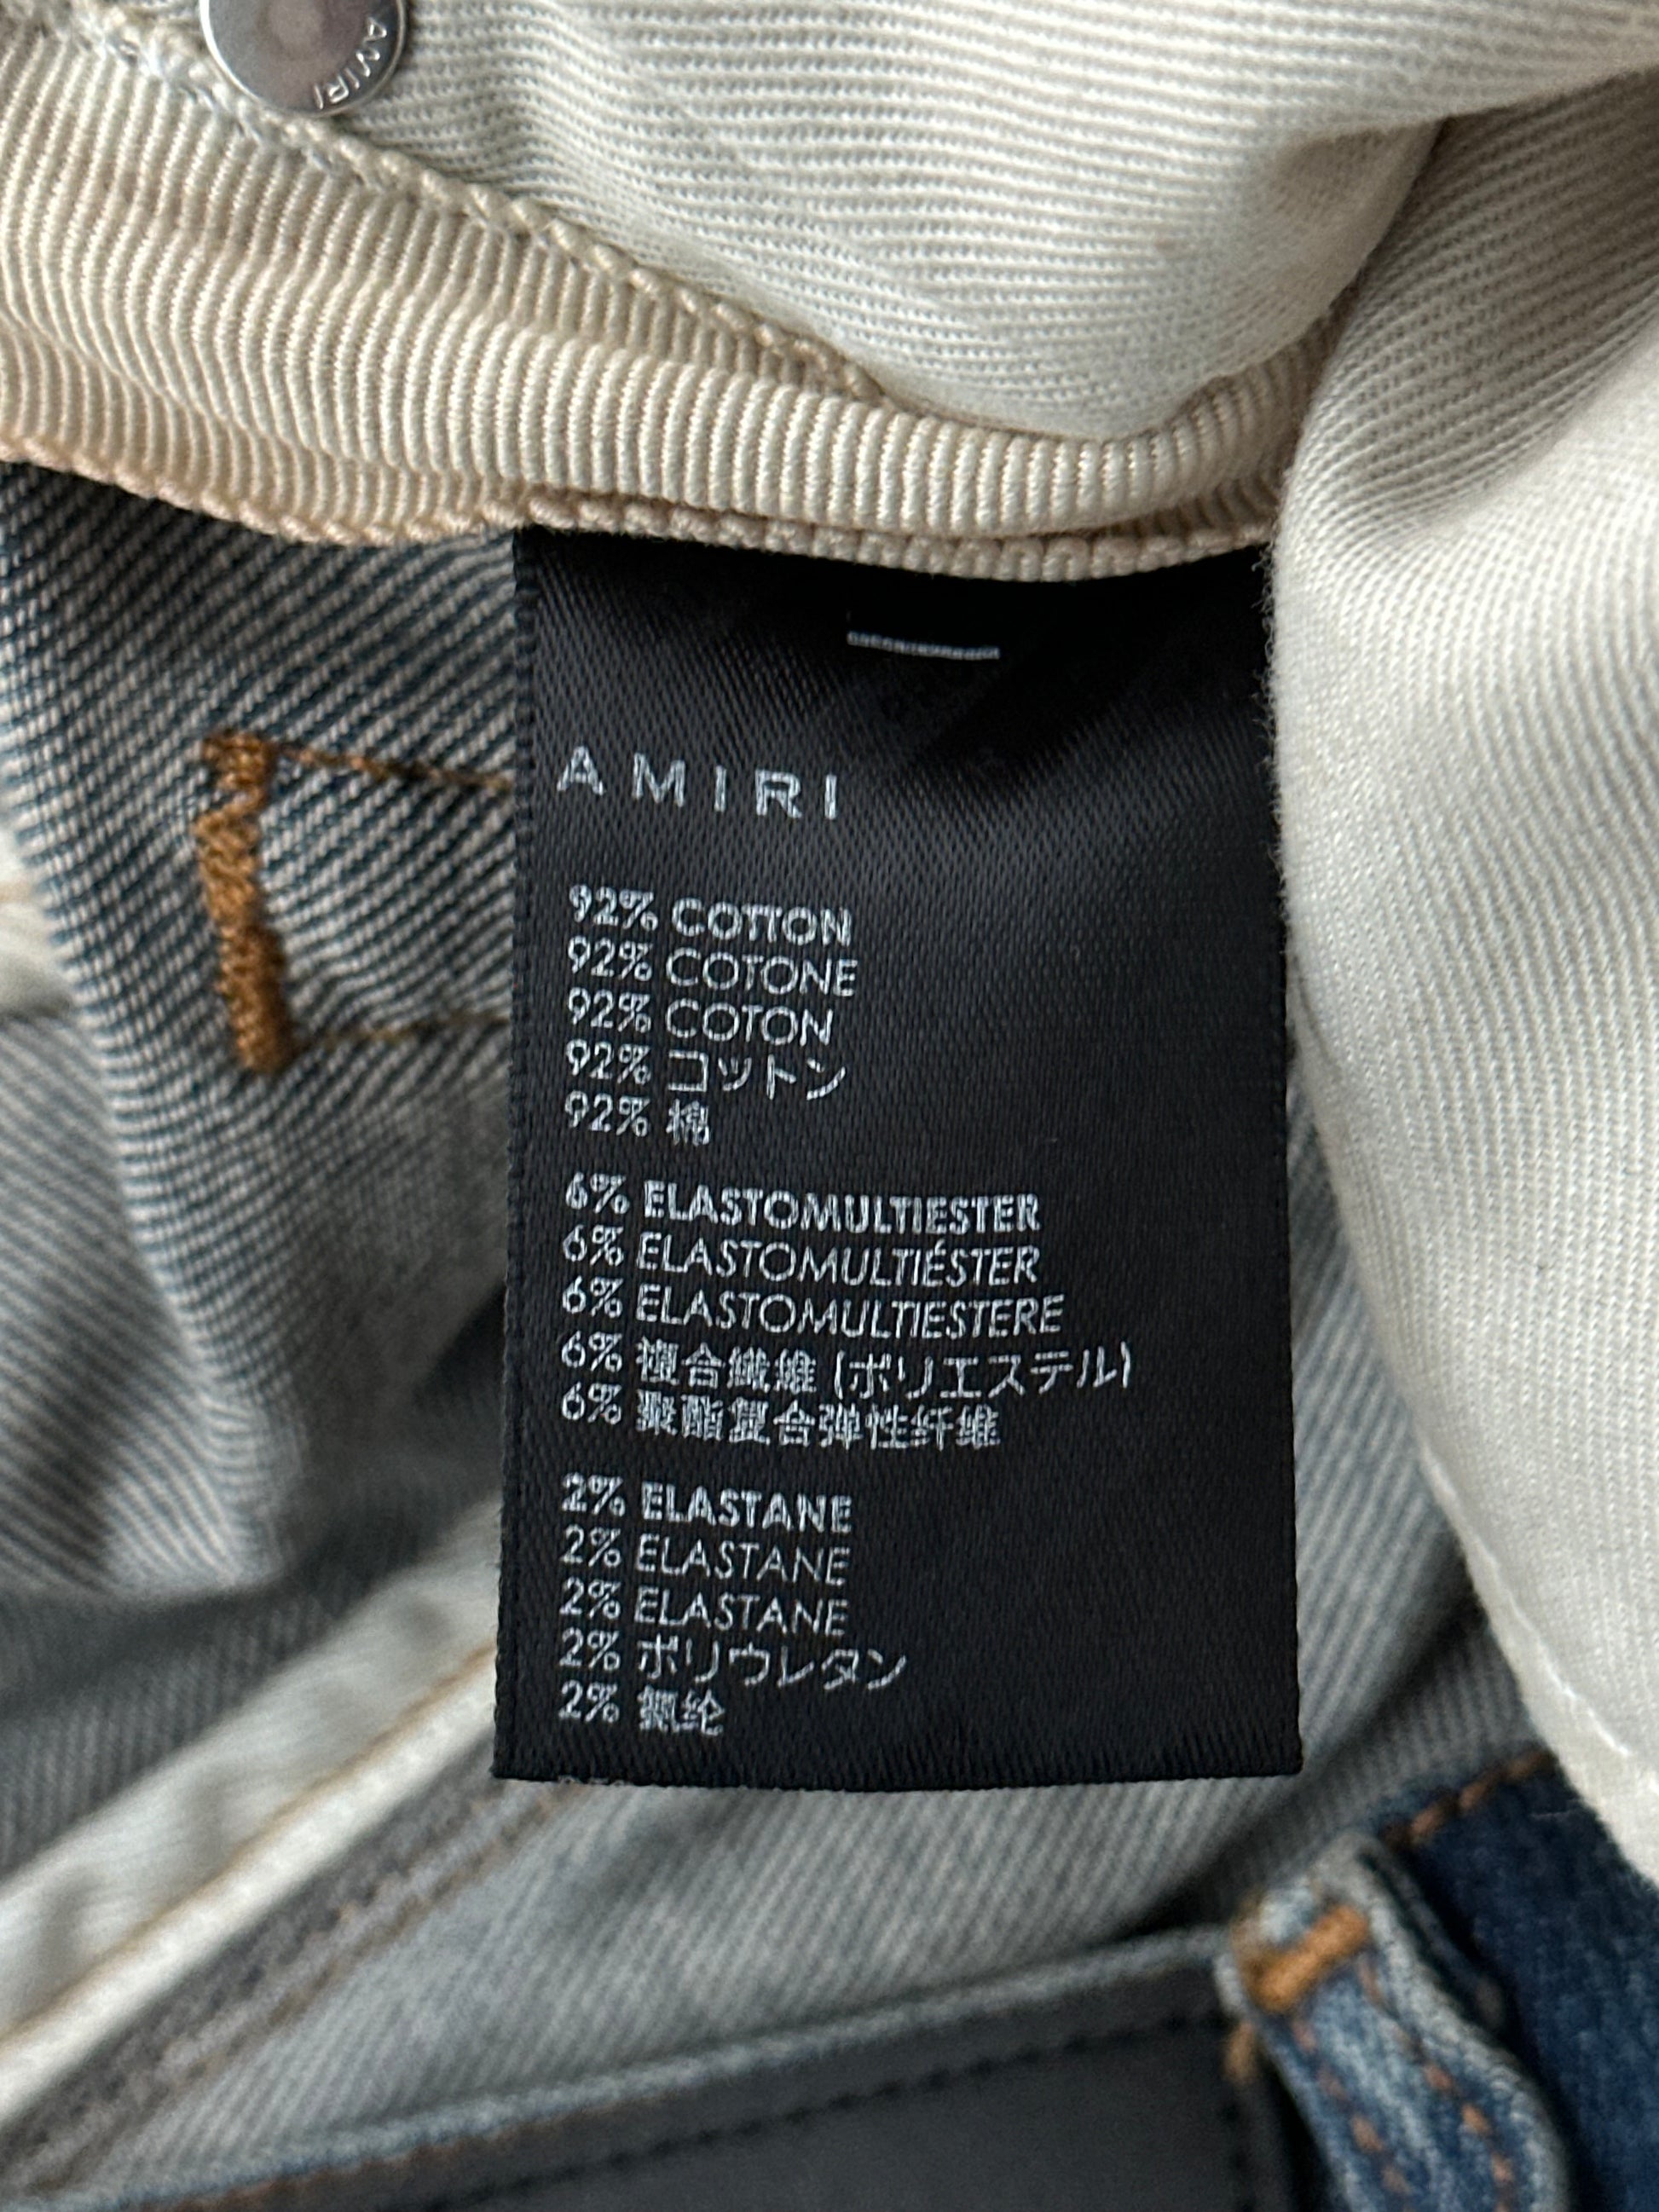 AMIRI
AMIRI
92% COTTON
92% COTONE
92% COTON
92% コットン
92% 棉
6% ELASTOMULTIESTER
6% ELASTOMULTIÉSTER
6% ELASTOMULTIESTERE
6% 複合繊維 (ポリエステル)
6% 聚酯复合弹性纤维
2% ELASTANE
2% ELASTANE
2% ELASTANE
2% ポリウレタン
2% 氨纶